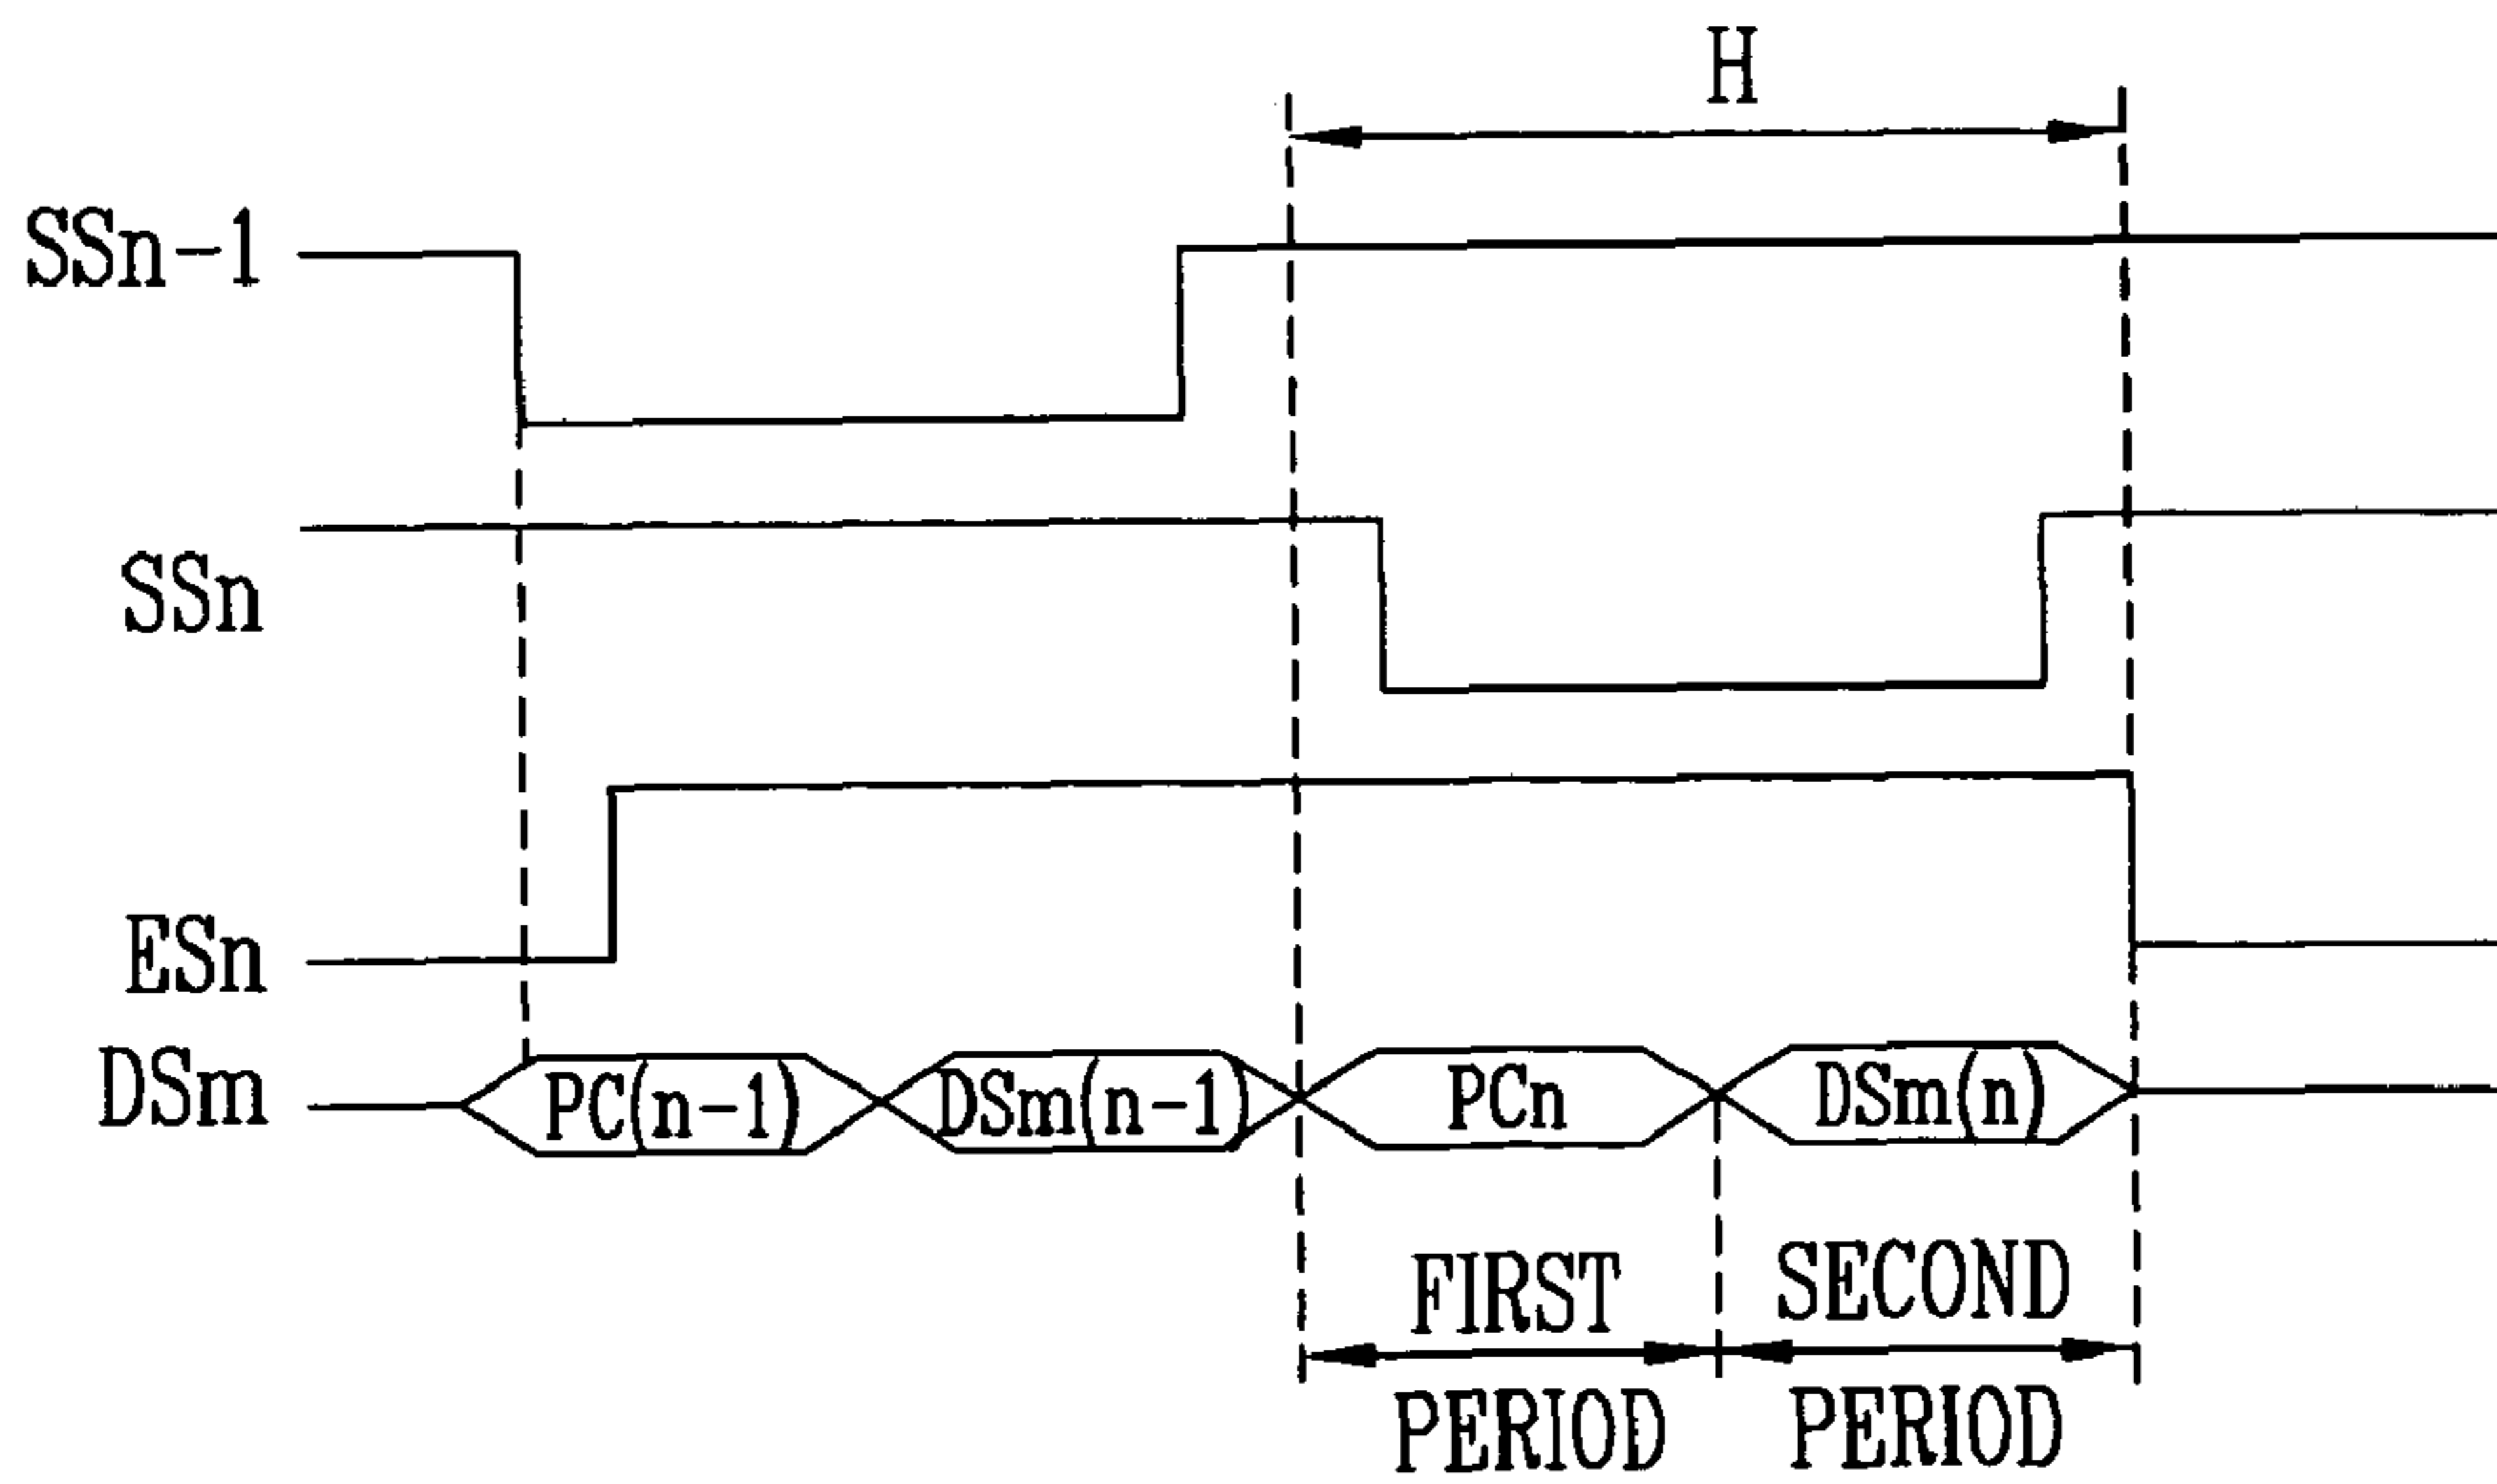 H
SSn-1
SSn
ESn
DSm
PC(n-1) DSm(n-1) PCn DSm(n)
FIRST PERIOD
SECOND PERIOD